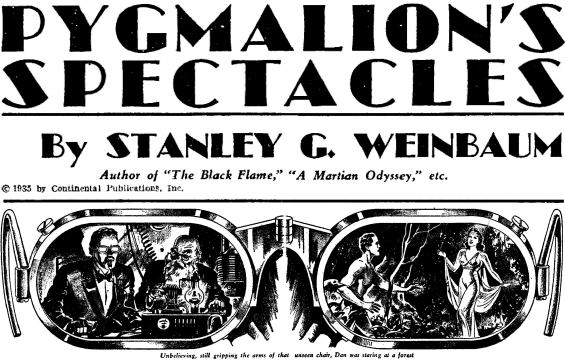 PYGMALION'S
SPECTACLES
By STANLEY G. WEINBAUM
Author of "The Black Flame," "A Martian Odyssey," etc.
© 1935 by Continental Publications, Inc.
Unbelieving, still gripping the arms of that unseen chair, Dan was staring at a forest